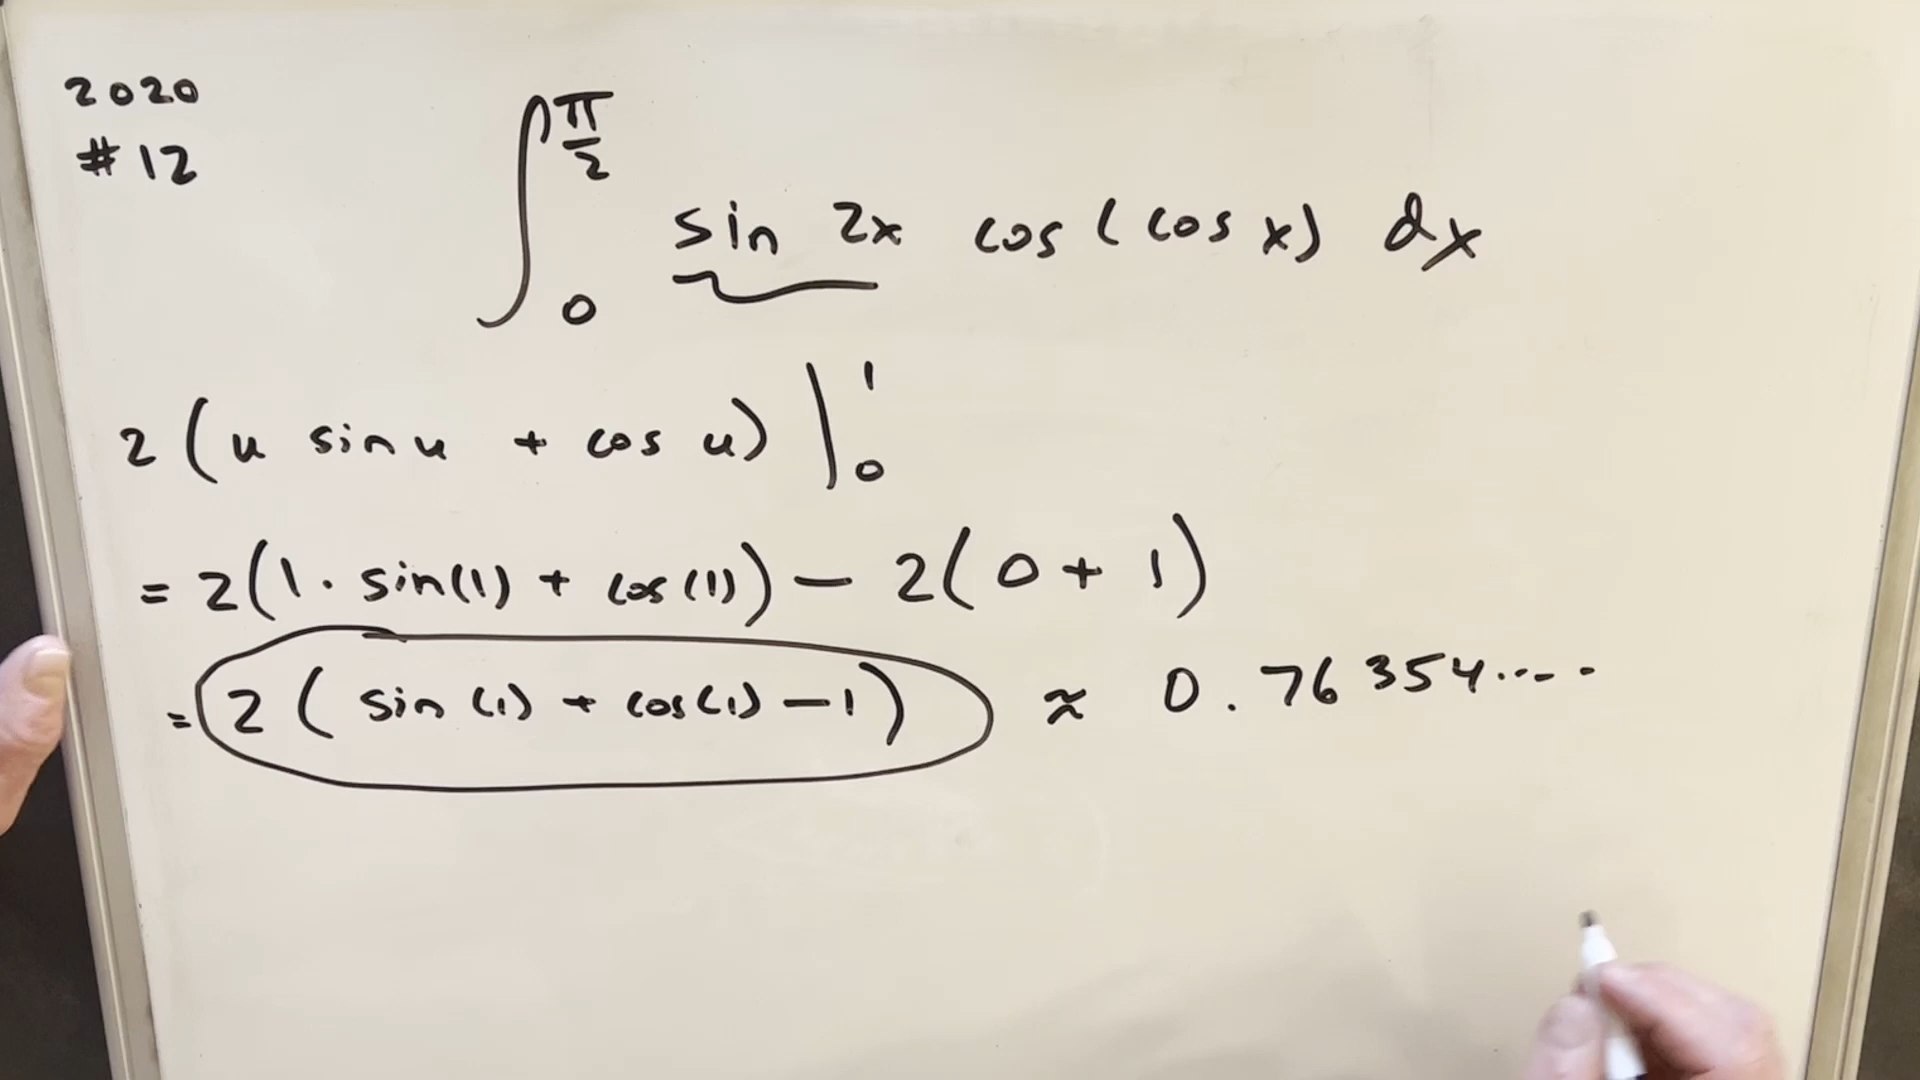 2020
#12
∫₀^(π/2) sin 2x cos(cos x) dx
2(u sin u + cos u)|₀¹
= 2(1 · sin(1) + cos(1)) − 2(0 + 1)
= 2(sin(1) + cos(1) − 1) ≈ 0.76354.....